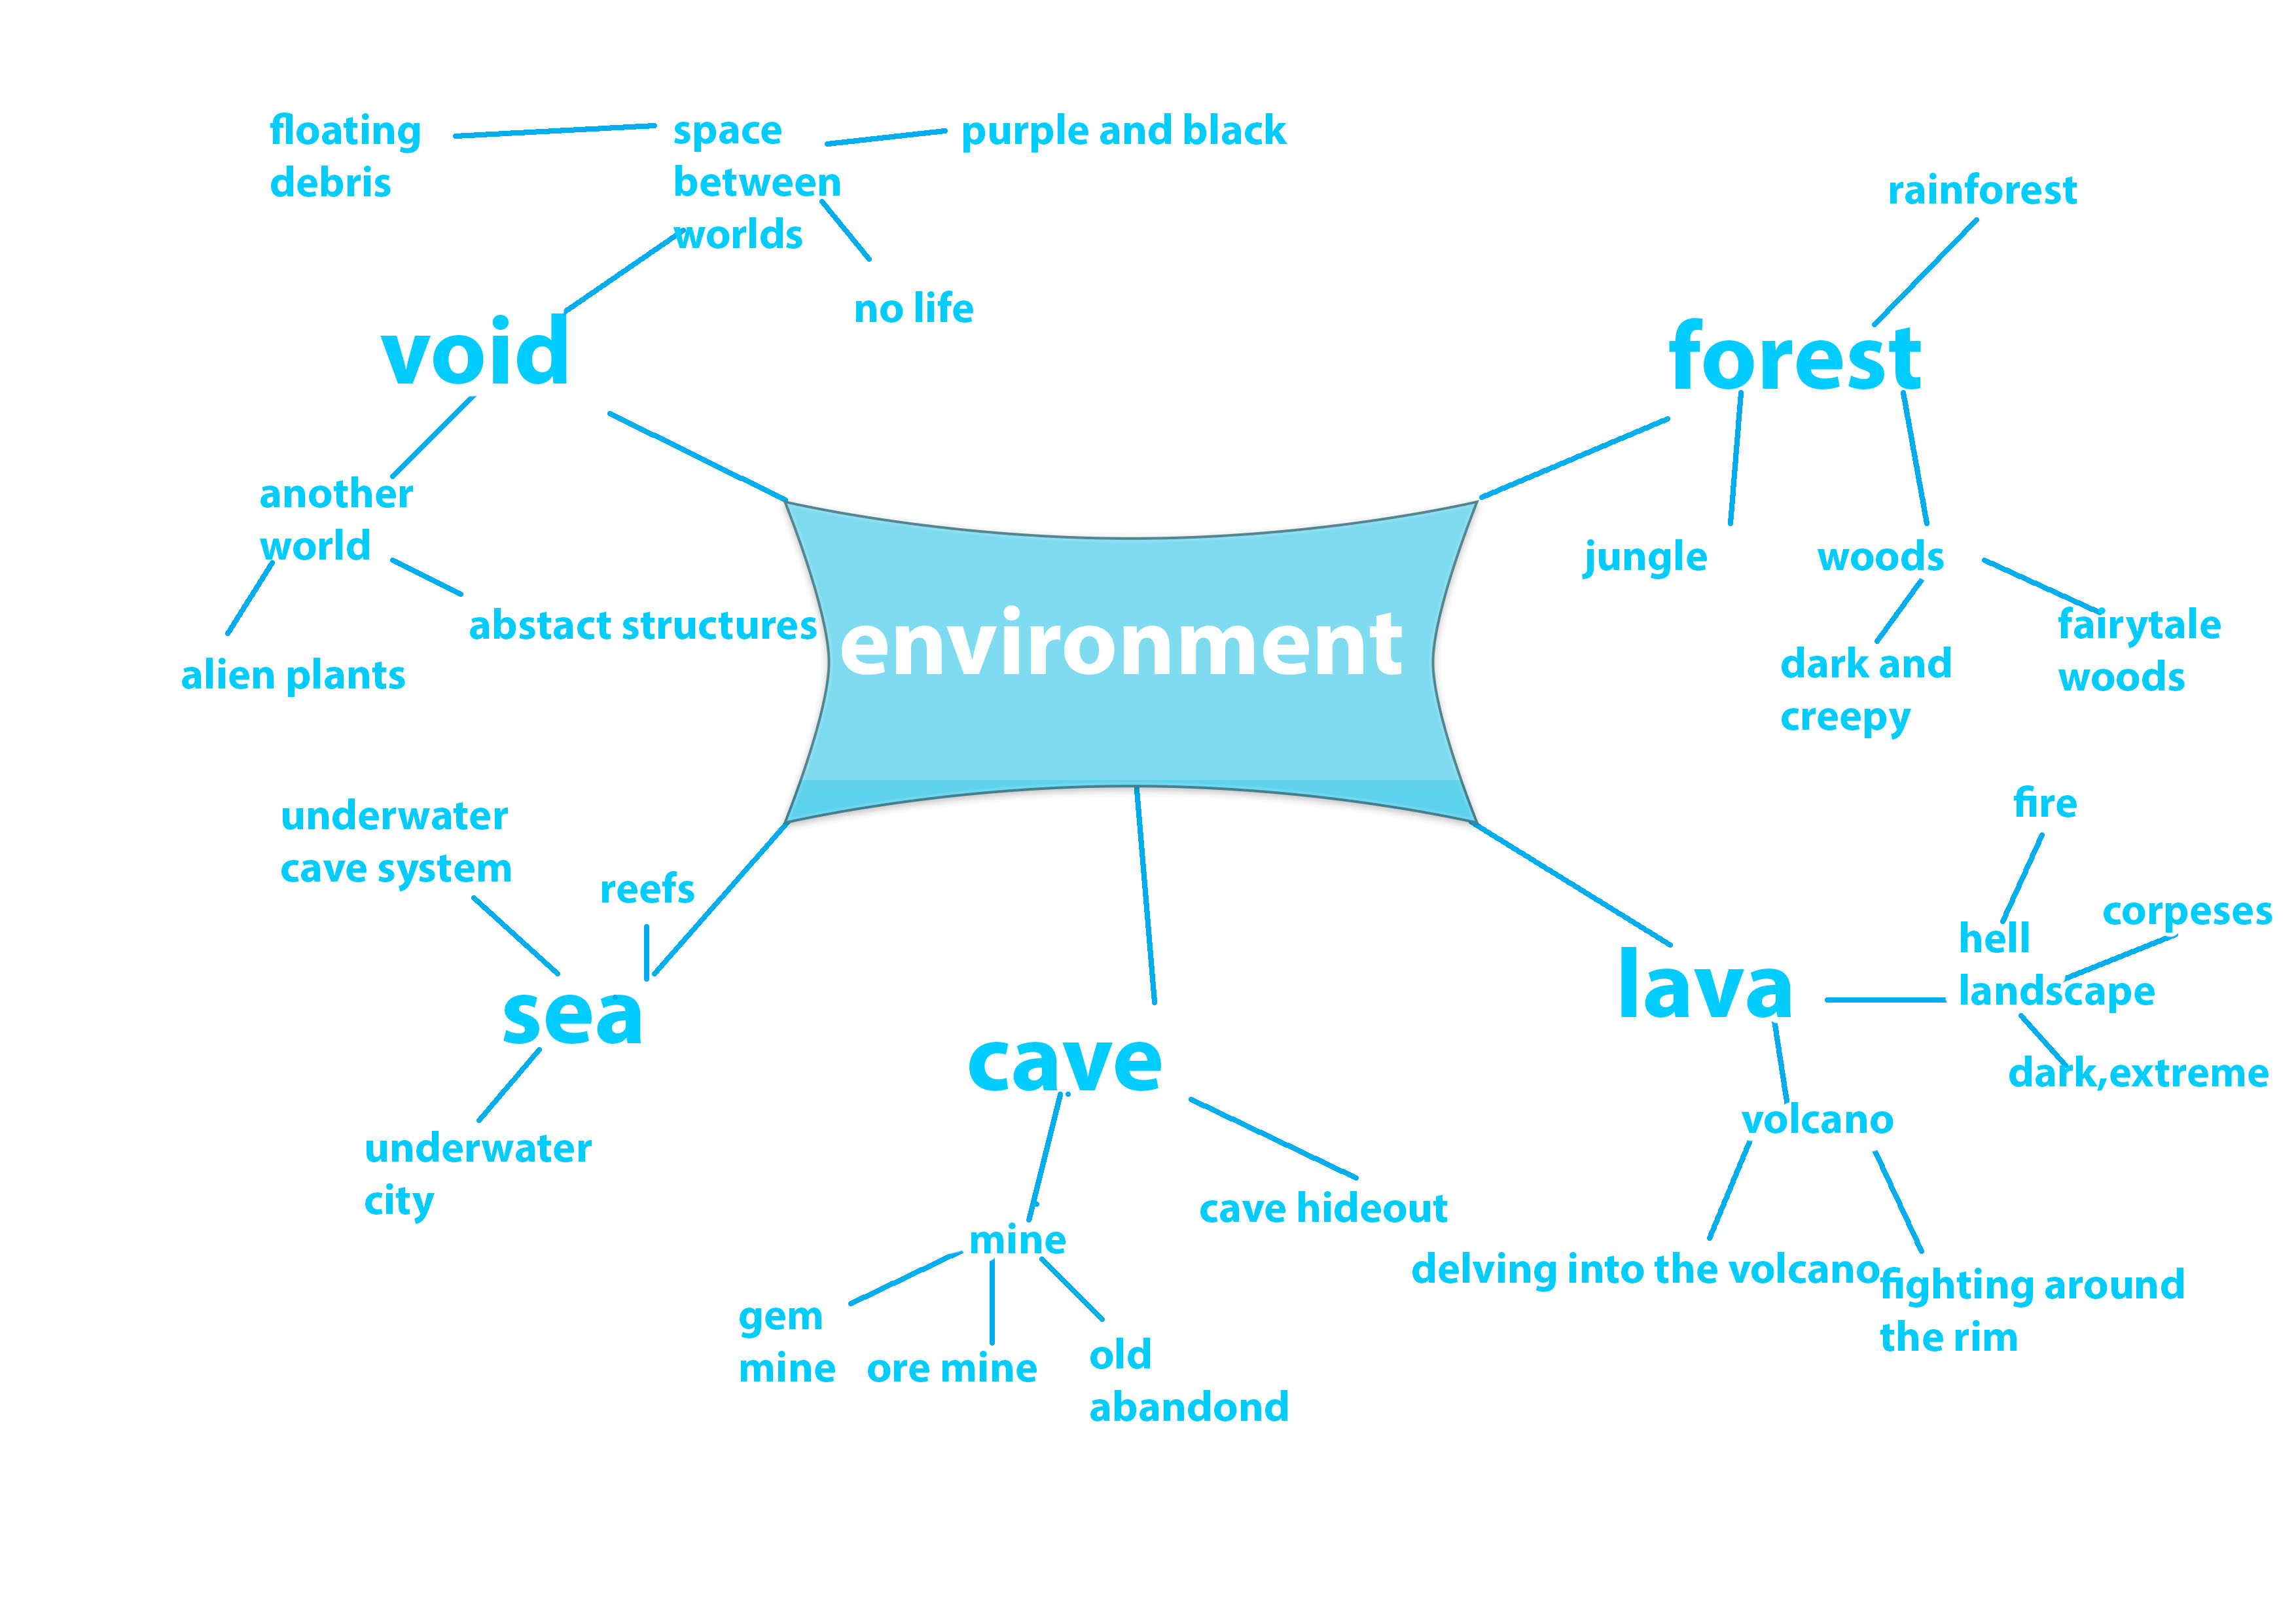 floating
debris
space
between
worlds
purple and black
no life
void
another
world
abstact structures
alien plants
rainforest
forest
jungle
woods
dark and
creepy
fairytale
woods
environment
underwater
cave system
reefs
sea
underwater
city
cave
mine
cave hideout
gem
mine
ore mine
old
abandond
fire
corpeses
hell
landscape
lava
dark,extreme
volcano
delving into the volcano
fighting around
the rim